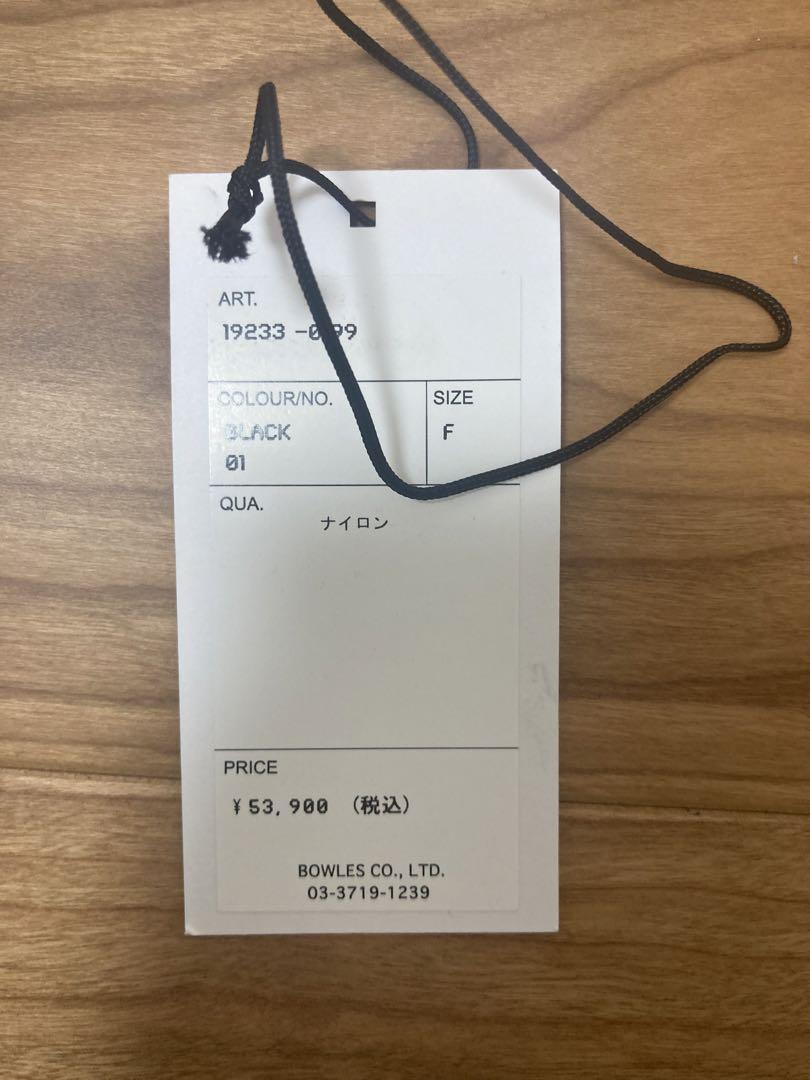 ART.
19233
COLOUR/NO.
SIZE
BLACK
F
01
QUA.
ナイロン
PRICE
¥53,900 (税込)
BOWLES CO., LTD.
03-3719-1239